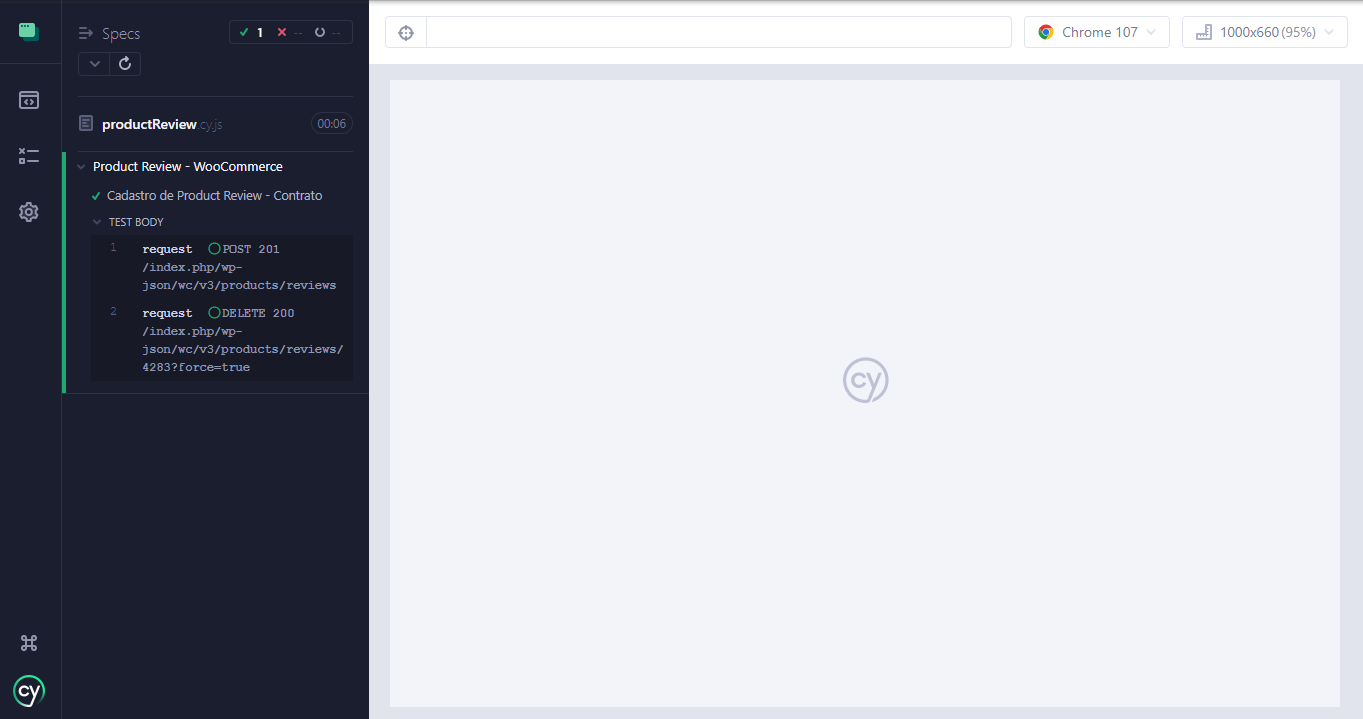 Specs
1 -- --
productReview.cy.js
00:06
Product Review - WooCommerce
Cadastro de Product Review - Contrato
TEST BODY
1 request POST 201
/index.php/wp-
json/wc/v3/products/reviews
2 request DELETE 200
/index.php/wp-
json/wc/v3/products/reviews/
4283?force=true
cy
Chrome 107
1000x660 (95%)
cy